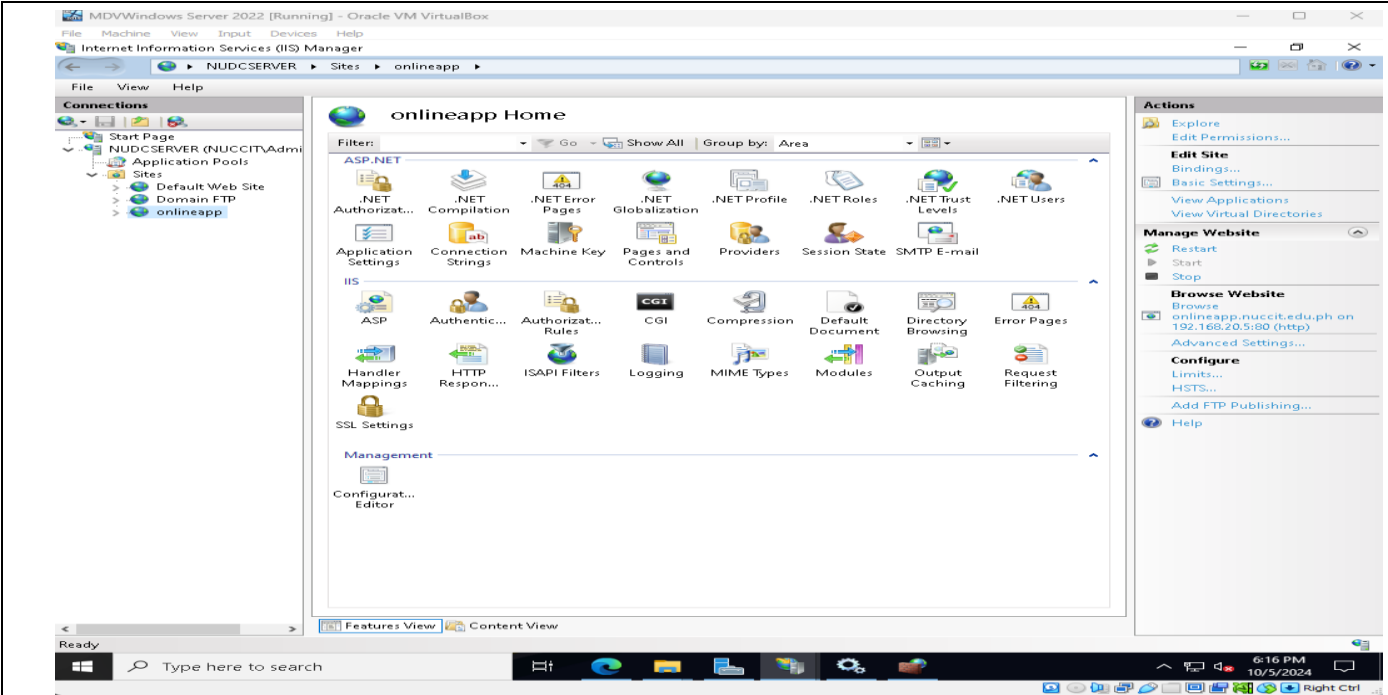 MDVWindows Server 2022 [Running] - Oracle VM VirtualBox
File Machine View Input Devices Help
Internet Information Services (IIS) Manager
NUDCSERVER Sites onlineapp
File View Help
Connections
Start Page
NUDCSERVER (NUCCIT\Admi
Application Pools
Sites
Default Web Site
Domain FTP
onlineapp
onlineapp Home
Filter: Go Show All Group by: Area
ASP.NET
.NET Authorizat...
.NET Compilation
.NET Error Pages
.NET Globalization
.NET Profile
.NET Roles
.NET Trust Levels
.NET Users
Application Settings
Connection Strings
Machine Key
Pages and Controls
Providers
Session State
SMTP E-mail
IIS
ASP
Authentic...
Authorizat... Rules
CGI
Compression
Default Document
Directory Browsing
Error Pages
Handler Mappings
HTTP Respon...
ISAPI Filters
Logging
MIME Types
Modules
Output Caching
Request Filtering
SSL Settings
Management
Configurat... Editor
Features View Content View
Actions
Explore
Edit Permissions...
Edit Site
Bindings...
Basic Settings...
View Applications
View Virtual Directories
Manage Website
Restart
Start
Stop
Browse Website
Browse
onlineapp.nuccit.edu.ph on
192.168.20.5:80 (http)
Advanced Settings...
Configure
Limits...
HSTS...
Add FTP Publishing...
Help
Ready
Type here to search
6:16 PM
10/5/2024
Right Ctrl